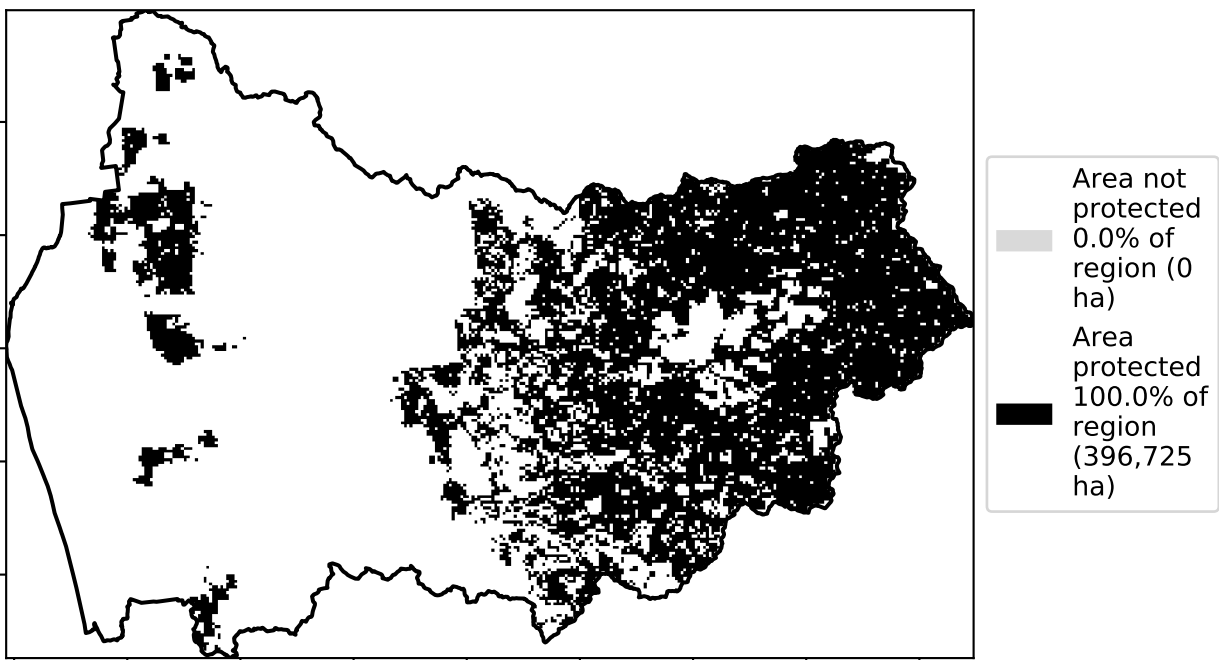 Area not
protected
0.0% of
region (0
ha)
Area
protected
100.0% of
region
(396,725
ha)